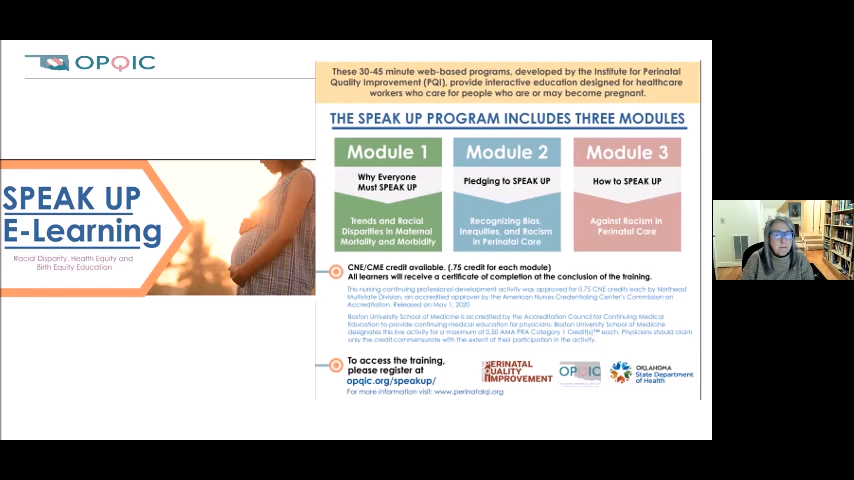 OPQIC
SPEAK UP
E-Learning
Racial Disparity, Health Equity and
Birth Equity Education
These 30-45 minute web-based programs, developed by the Institute for Perinatal
Quality Improvement (PQI), provide interactive education designed for healthcare
workers who care for people who are or may become pregnant.
THE SPEAK UP PROGRAM INCLUDES THREE MODULES
Module 1
Why Everyone
Must SPEAK UP
Trends and Racial
Disparities in Maternal
Mortality and Morbidity
Module 2
Pledging to SPEAK UP
Recognizing Bias,
Inequities, and Racism
in Perinatal Care
Module 3
How to SPEAK UP
Against Racism in
Perinatal Care
CNE/CME credit available. (.75 credit for each module)
All learners will receive a certificate of completion at the conclusion of the training.
This nursing continuing professional development activity was approved for 0.75 CNE credits each by Northeast
Multistate Division, an accredited approver by the American Nurses Credentialing Center's Commission on
Accreditation. Released on May 1, 2020.
Boston University School of Medicine is accredited by the Accreditation Council for Continuing Medical
Education to provide continuing medical education for physicians. Boston University School of Medicine
designates this live activity for a maximum of 0.50 AMA PRA Category 1 Credit(s)™ each. Physicians should claim
only the credit commensurate with the extent of their participation in the activity.
To access the training,
please register at
opqic.org/speakup/
For more information visit: www.perinatalqi.org
PERINATAL
QUALITY
IMPROVEMENT
OPQIC
OKLAHOMA
State Department
of Health